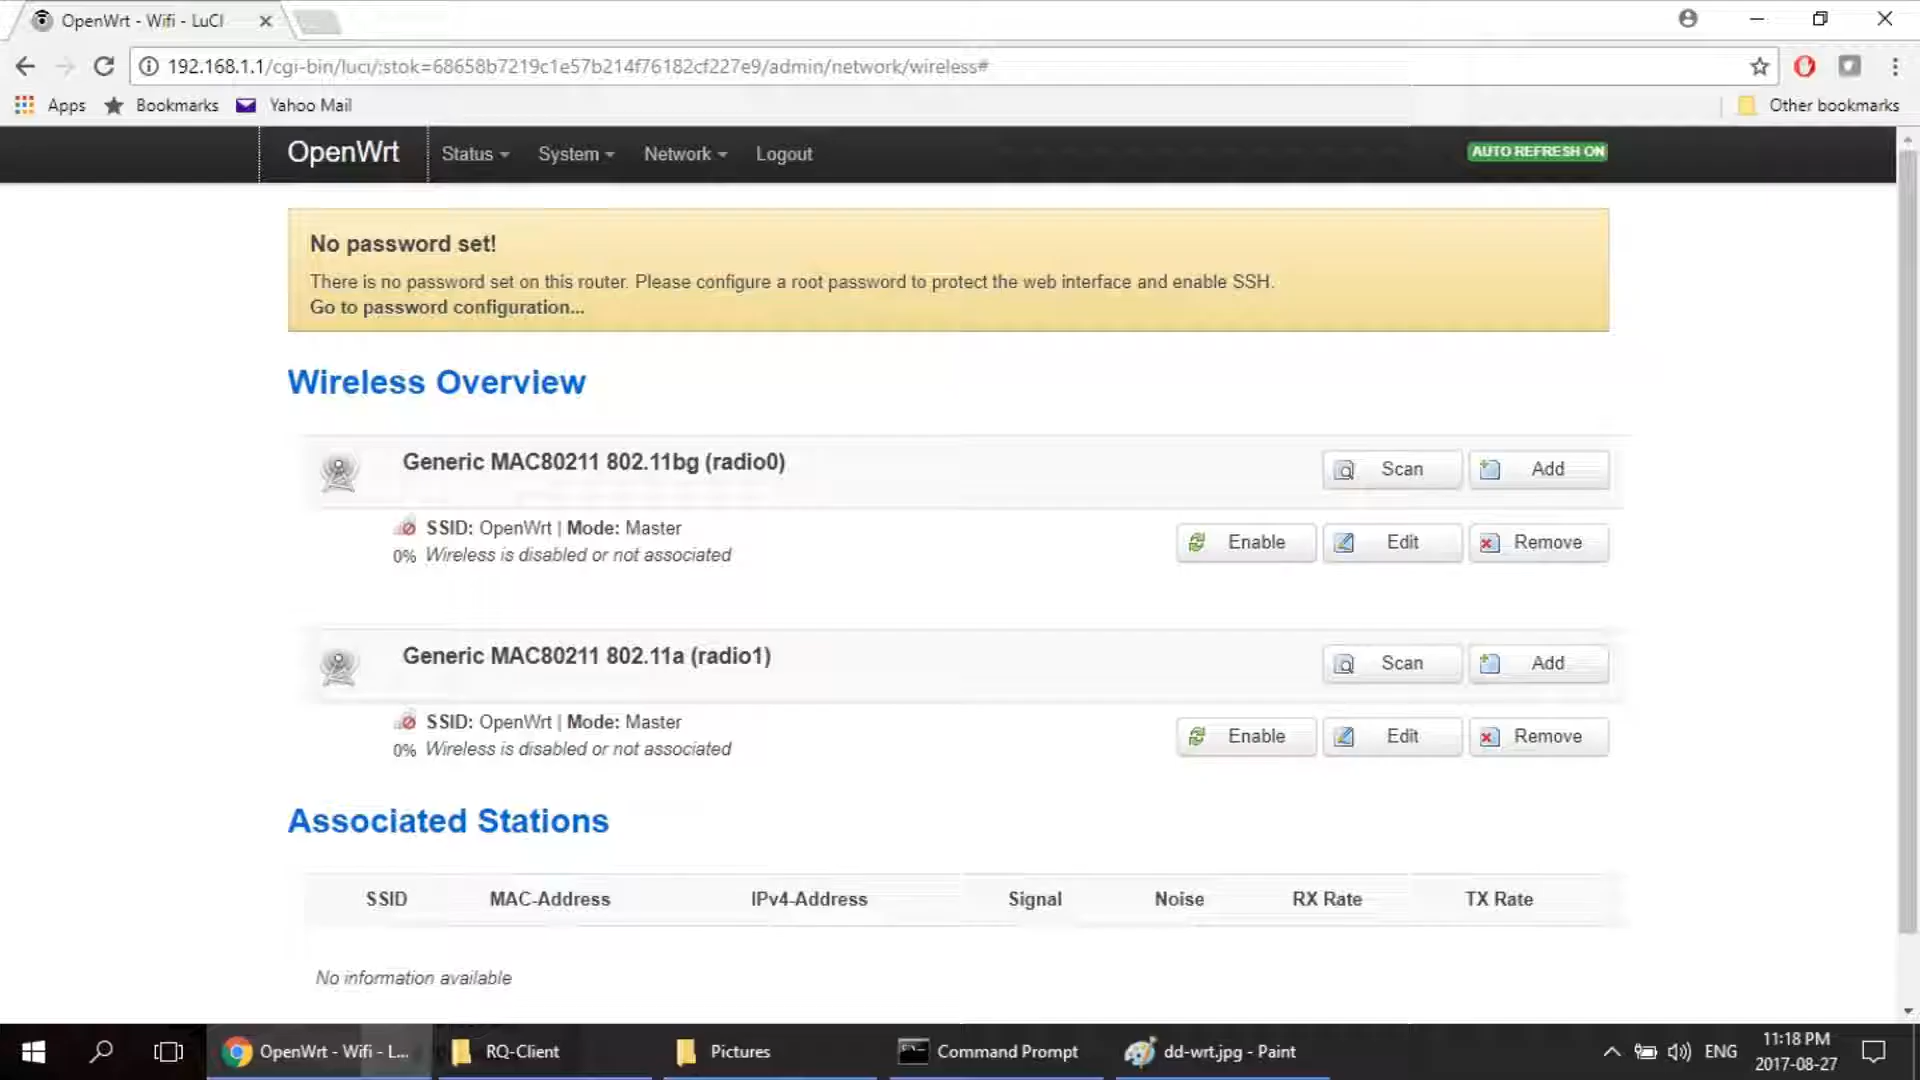 OpenWrt - Wifi - LuCI
192.168.1.1/cgi-bin/luci/;stok=68658b7219c1e57b214f76182cf227e9/admin/network/wireless#
Apps Bookmarks Yahoo Mail Other bookmarks
OpenWrt Status System Network Logout AUTO REFRESH ON
No password set!
There is no password set on this router. Please configure a root password to protect the web interface and enable SSH.
Go to password configuration...
Wireless Overview
Generic MAC80211 802.11bg (radio0) Scan Add
SSID: OpenWrt | Mode: Master
0% Wireless is disabled or not associated
Enable Edit Remove
Generic MAC80211 802.11a (radio1) Scan Add
SSID: OpenWrt | Mode: Master
0% Wireless is disabled or not associated
Enable Edit Remove
Associated Stations
SSID MAC-Address IPv4-Address Signal Noise RX Rate TX Rate
No information available
OpenWrt - Wifi - L... RQ-Client Pictures Command Prompt dd-wrt.jpg - Paint ENG
11:18 PM
2017-08-27